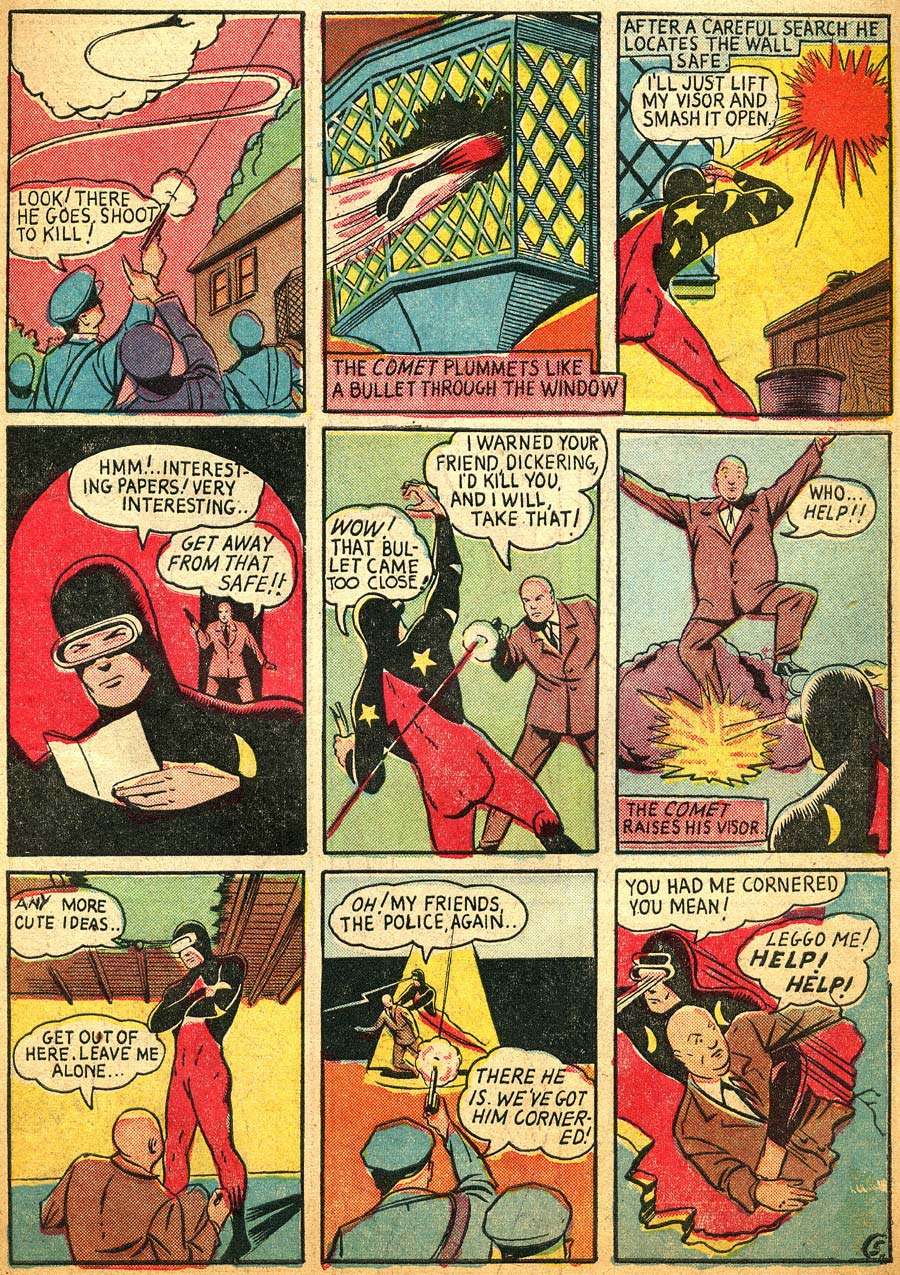 LOOK! THERE
HE GOES, SHOOT
TO KILL!
THE COMET PLUMMETS LIKE
A BULLET THROUGH THE WINDOW
AFTER A CAREFUL SEARCH HE
LOCATES THE WALL
SAFE.
I'LL JUST LIFT
MY VISOR AND
SMASH IT OPEN.
HMM!..INTEREST-
ING PAPERS! VERY
INTERESTING..
GET AWAY
FROM THAT
SAFE!!
I WARNED YOUR
FRIEND, DICKERING,
I'D KILL YOU,
AND I WILL,
TAKE THAT!
WOW!
THAT BUL-
LET CAME
TOO CLOSE!
WHO...
HELP!!
THE COMET
RAISES HIS VISOR.
ANY MORE
CUTE IDEAS..
GET OUT OF
HERE. LEAVE ME
ALONE...
OH! MY FRIENDS,
THE POLICE, AGAIN..
THERE HE
IS. WE'VE GOT
HIM CORNER-
ED!
YOU HAD ME CORNERED
YOU MEAN!
LEGGO ME!
HELP!
HELP!
5